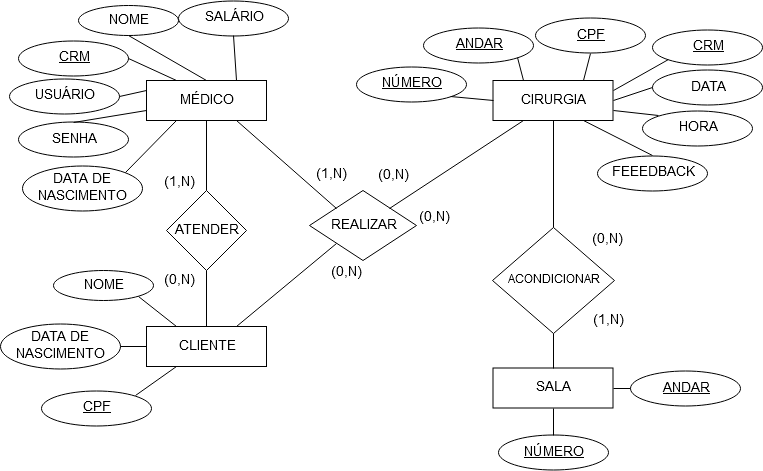 NOME
SALÁRIO
CRM
USUÁRIO
SENHA
DATA DE
NASCIMENTO
MÉDICO
ANDAR
CPF
CRM
NÚMERO
CIRURGIA
DATA
HORA
FEEEDBACK
(1,N)
(1,N)
(0,N)
(0,N)
ATENDER
REALIZAR
(0,N)
(0,N)
(0,N)
ACONDICIONAR
(1,N)
NOME
DATA DE
NASCIMENTO
CLIENTE
CPF
SALA
ANDAR
NÚMERO